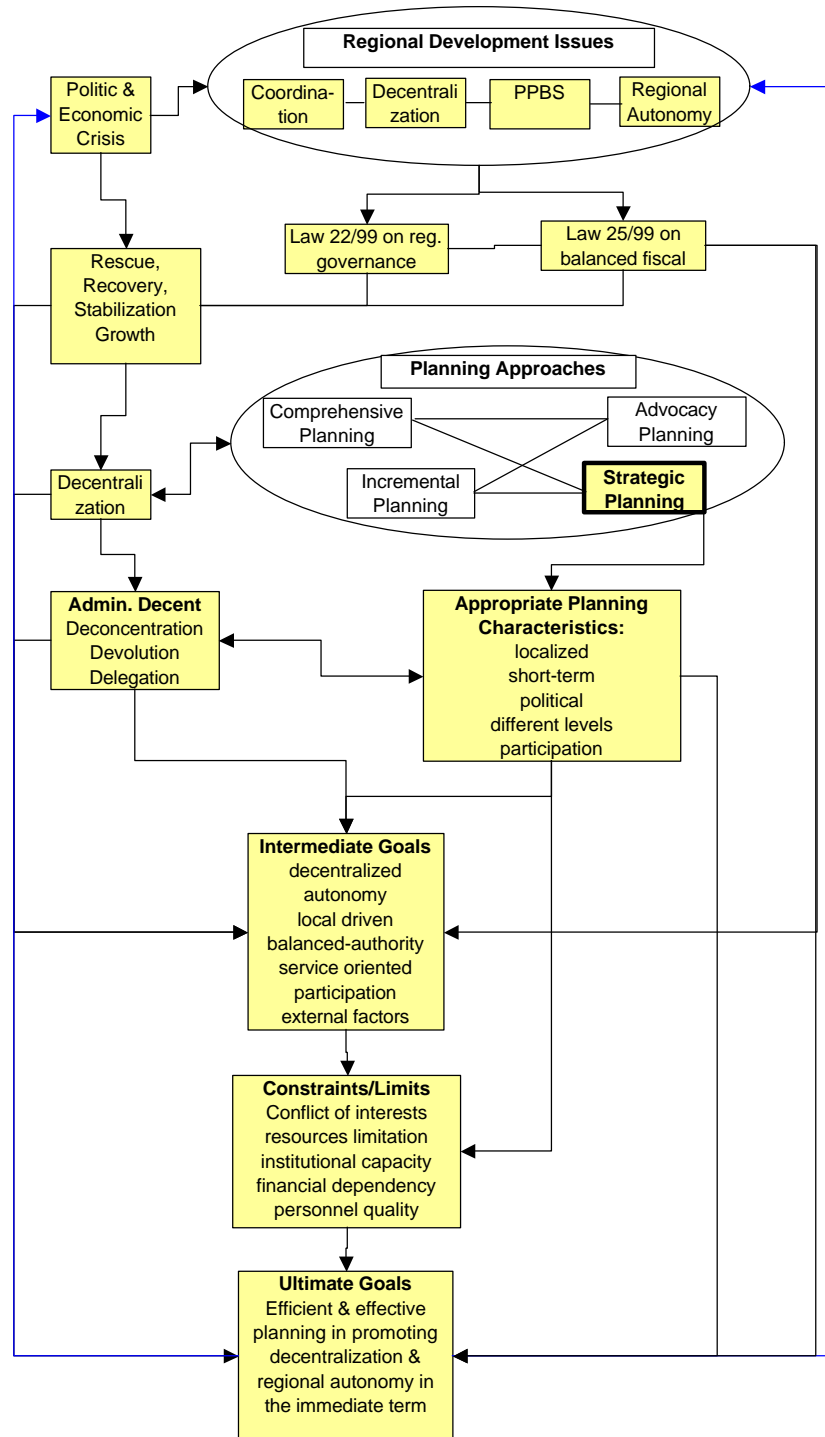 Regional Development Issues
Politic &
Economic
Crisis
Coordina-
tion
Decentrali
zation
PPBS
Regional
Autonomy
Law 22/99 on reg.
governance
Law 25/99 on
balanced fiscal
Rescue,
Recovery,
Stabilization
Growth
Planning Approaches
Comprehensive
Planning
Advocacy
Planning
Incremental
Planning
Strategic
Planning
Decentrali
zation
Admin. Decent
Deconcentration
Devolution
Delegation
Appropriate Planning
Characteristics:
localized
short-term
political
different levels
participation
Intermediate Goals
decentralized
autonomy
local driven
balanced-authority
service oriented
participation
external factors
Constraints/Limits
Conflict of interests
resources limitation
institutional capacity
financial dependency
personnel quality
Ultimate Goals
Efficient & effective
planning in promoting
decentralization &
regional autonomy in
the immediate term